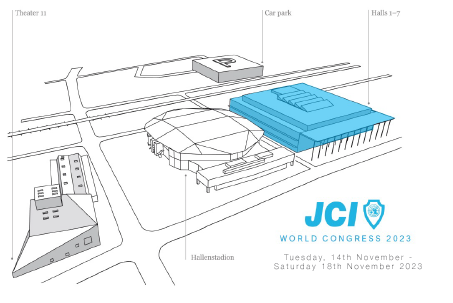 Theater 11
Car park
Halls 1–7
P
Hallenstadion
JCI
WORLD CONGRESS 2023
Tuesday, 14th November -
Saturday 18th November 2023